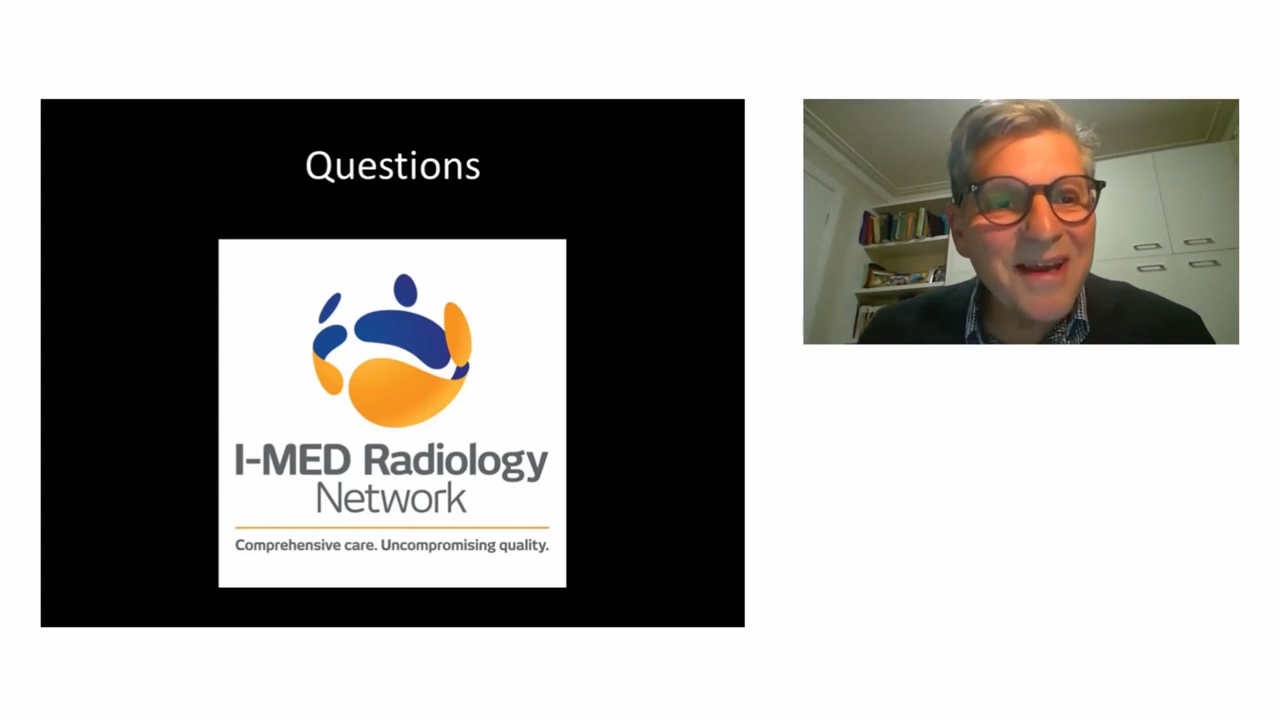 Questions
I-MED Radiology
Network
Comprehensive care. Uncompromising quality.